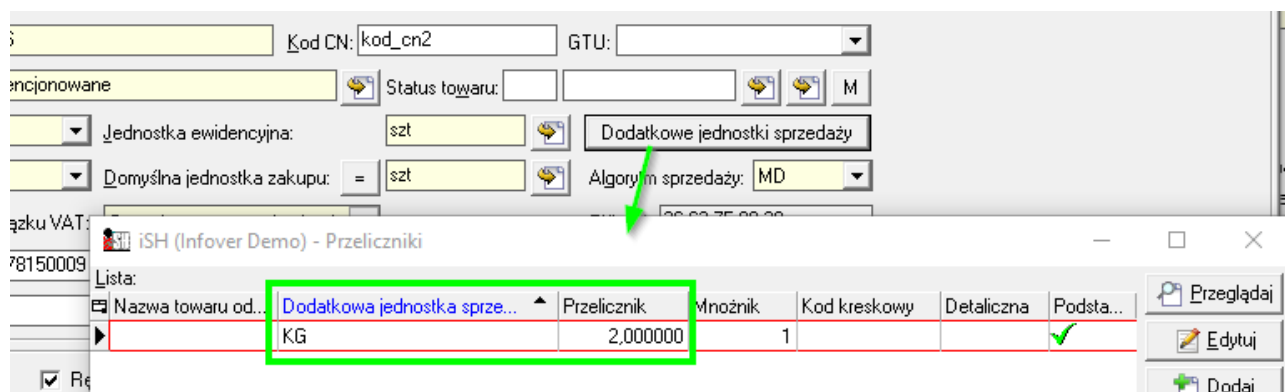 Kod CN: kod_cn2 GTU:
encjonowane Status towaru: M
Jednostka ewidencyjna: szt Dodatkowe jednostki sprzedaży
Domyślna jednostka zakupu: = szt Algorytm sprzedaży: MD
ązku VAT:
iSH (Infover Demo) - Przeliczniki
78150009
Lista:
Nazwa towaru od... Dodatkowa jednostka sprze... Przelicznik Mnożnik Kod kreskowy Detaliczna Podsta...
KG 2,000000 1
Przeglądaj
Edytuj
Dodaj